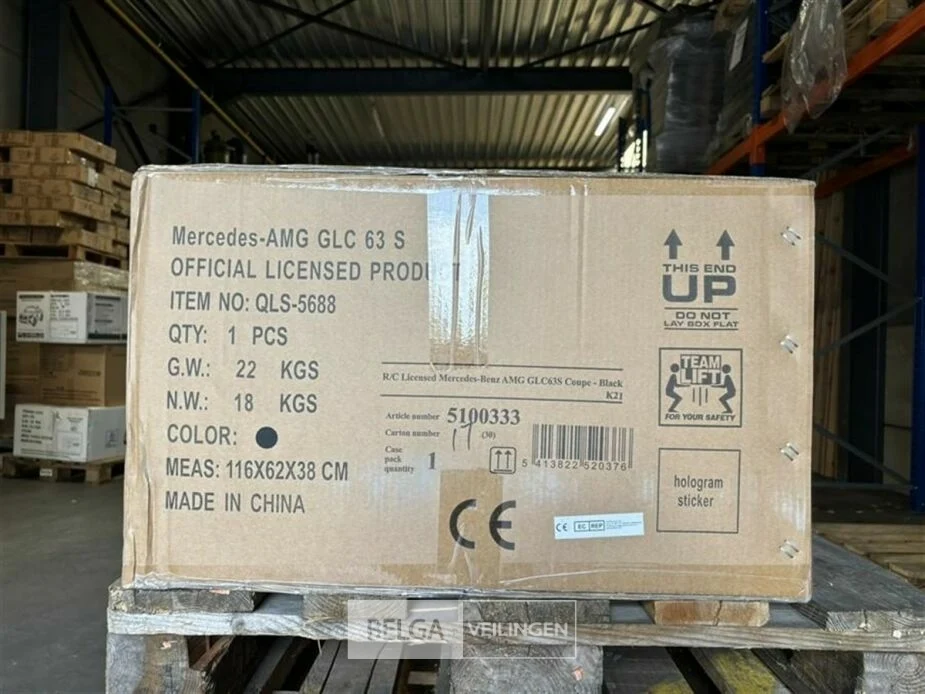 Mercedes-AMG GLC 63 S
OFFICIAL LICENSED PRODUCT
ITEM NO: QLS-5688
QTY: 1 PCS
G.W.: 22 KGS
N.W.: 18 KGS
COLOR:
MEAS: 116X62X38 CM
MADE IN CHINA
R/C Licensed Mercedes-Benz AMG GLC63S Coupe - Black
K21
Article number 5100333
Carton number 17 (30)
Case
pack
quantity 1
5 413822 520376
CE
CE EC REP
THIS END
UP
DO NOT
LAY BOX FLAT
TEAM
LIFT
FOR YOUR SAFETY
hologram
sticker
BELGA VEILINGEN